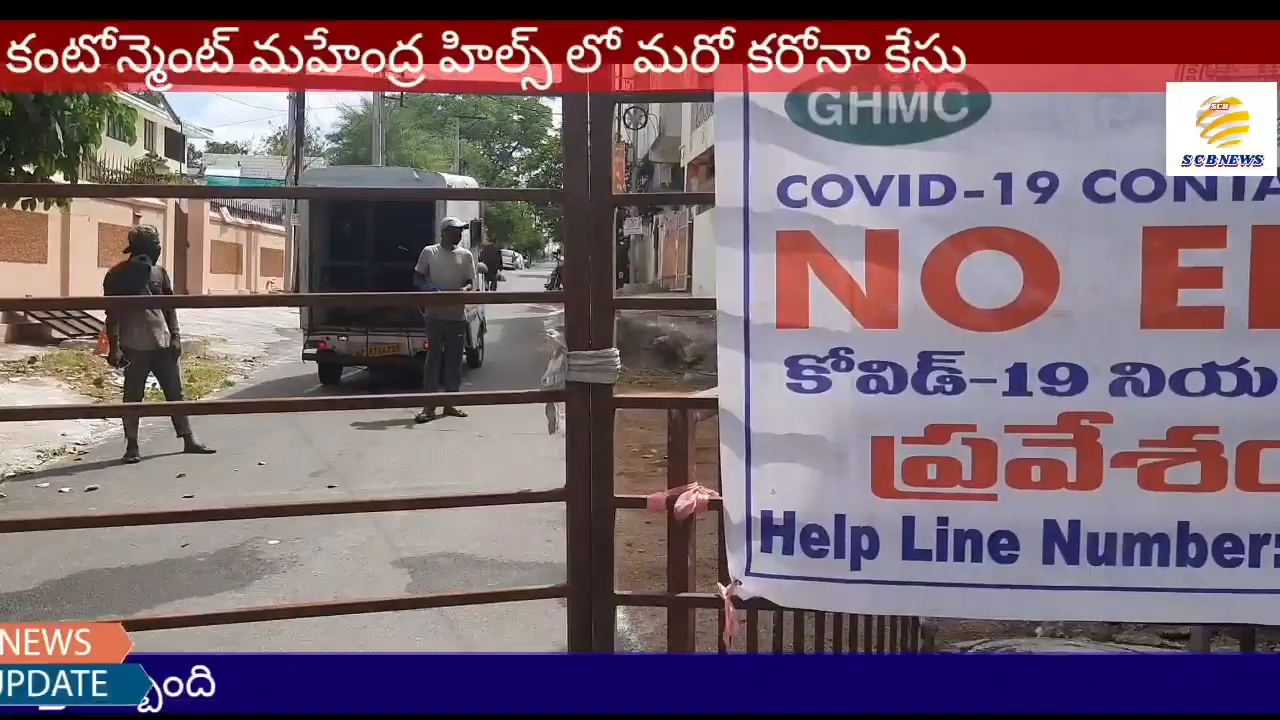 కంటోన్మెంట్ మహేంద్ర హిల్స్ లో మరో కరోనా కేసు
GHMC
SCB
SCBNEWS
COVID-19 CONTA
NO E
కోవిడ్-19 నియ
ప్రవేశం
Help Line Number:
NEWS
UPDATE